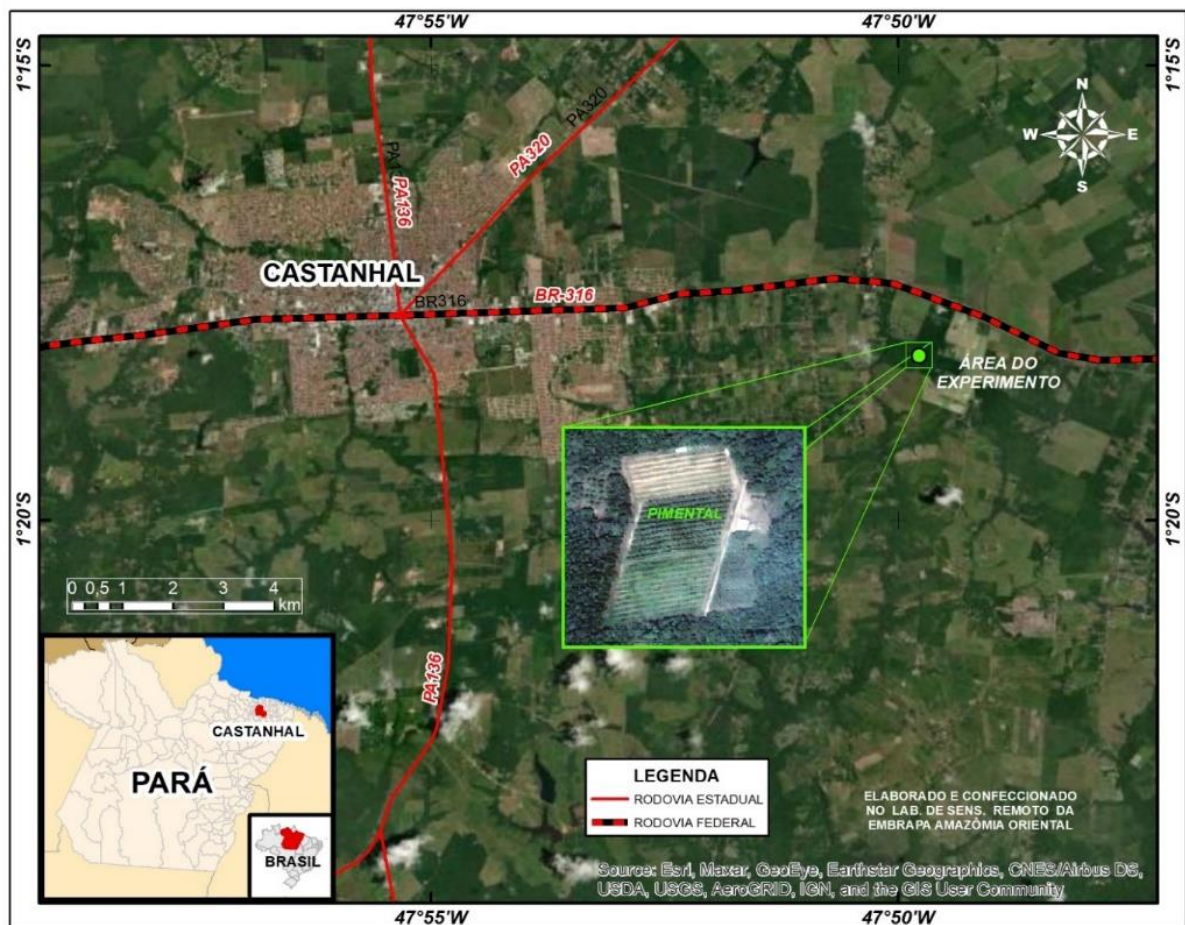 47°55'W
47°50'W
1°15'S
1°15'S
N
W
E
S
PA320
PA320
PA136
CASTANHAL
BR316
BR-316
ÁREA DO
EXPERIMENTO
PIMENTAL
1°20'S
1°20'S
0 0,5 1 2 3 4
km
PA136
CASTANHAL
PARÁ
BRASIL
LEGENDA
RODOVIA ESTADUAL
RODOVIA FEDERAL
ELABORADO E CONFECCIONADO
NO LAB. DE SENS. REMOTO DA
EMBRAPA AMAZÔMIA ORIENTAL
Source: Esri, Maxar, GeoEye, Earthstar Geographics, CNES/Airbus DS,
USDA, USGS, AeroGRID, IGN, and the GIS User Community
47°55'W
47°50'W